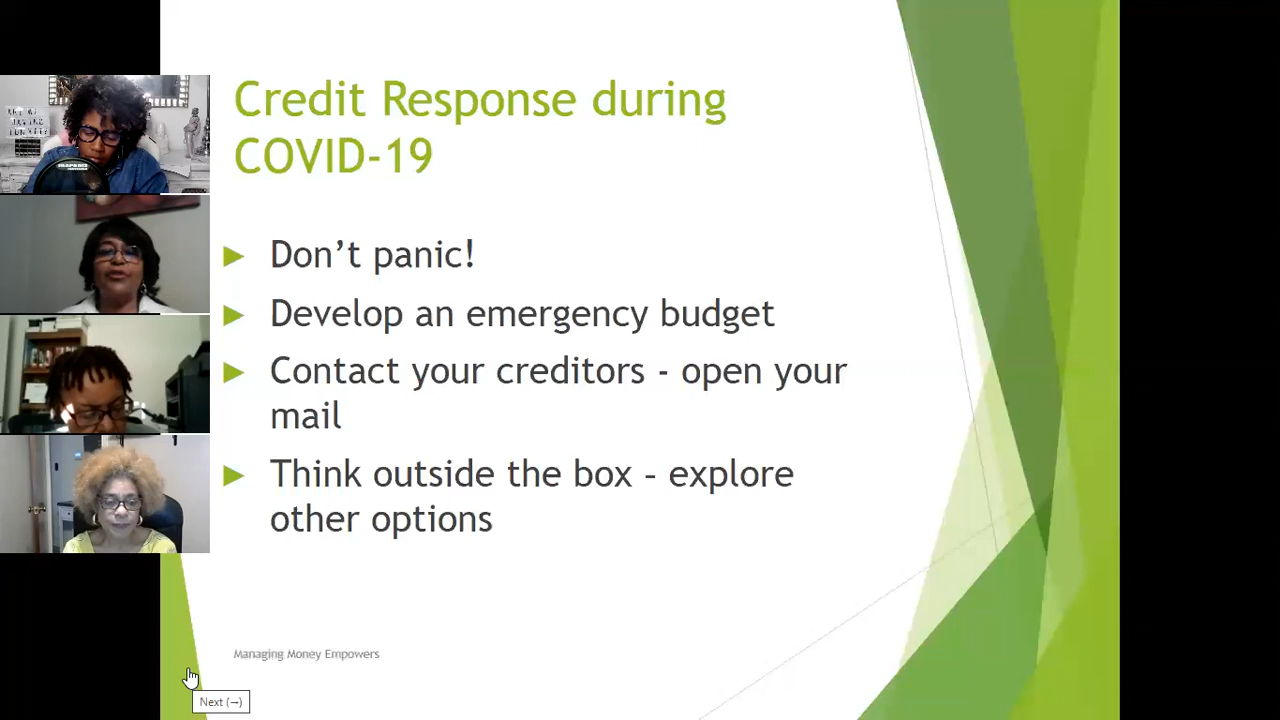 Credit Response during
COVID-19
Don’t panic!
Develop an emergency budget
Contact your creditors - open your
mail
Think outside the box – explore
other options
Managing Money Empowers
Next (→)